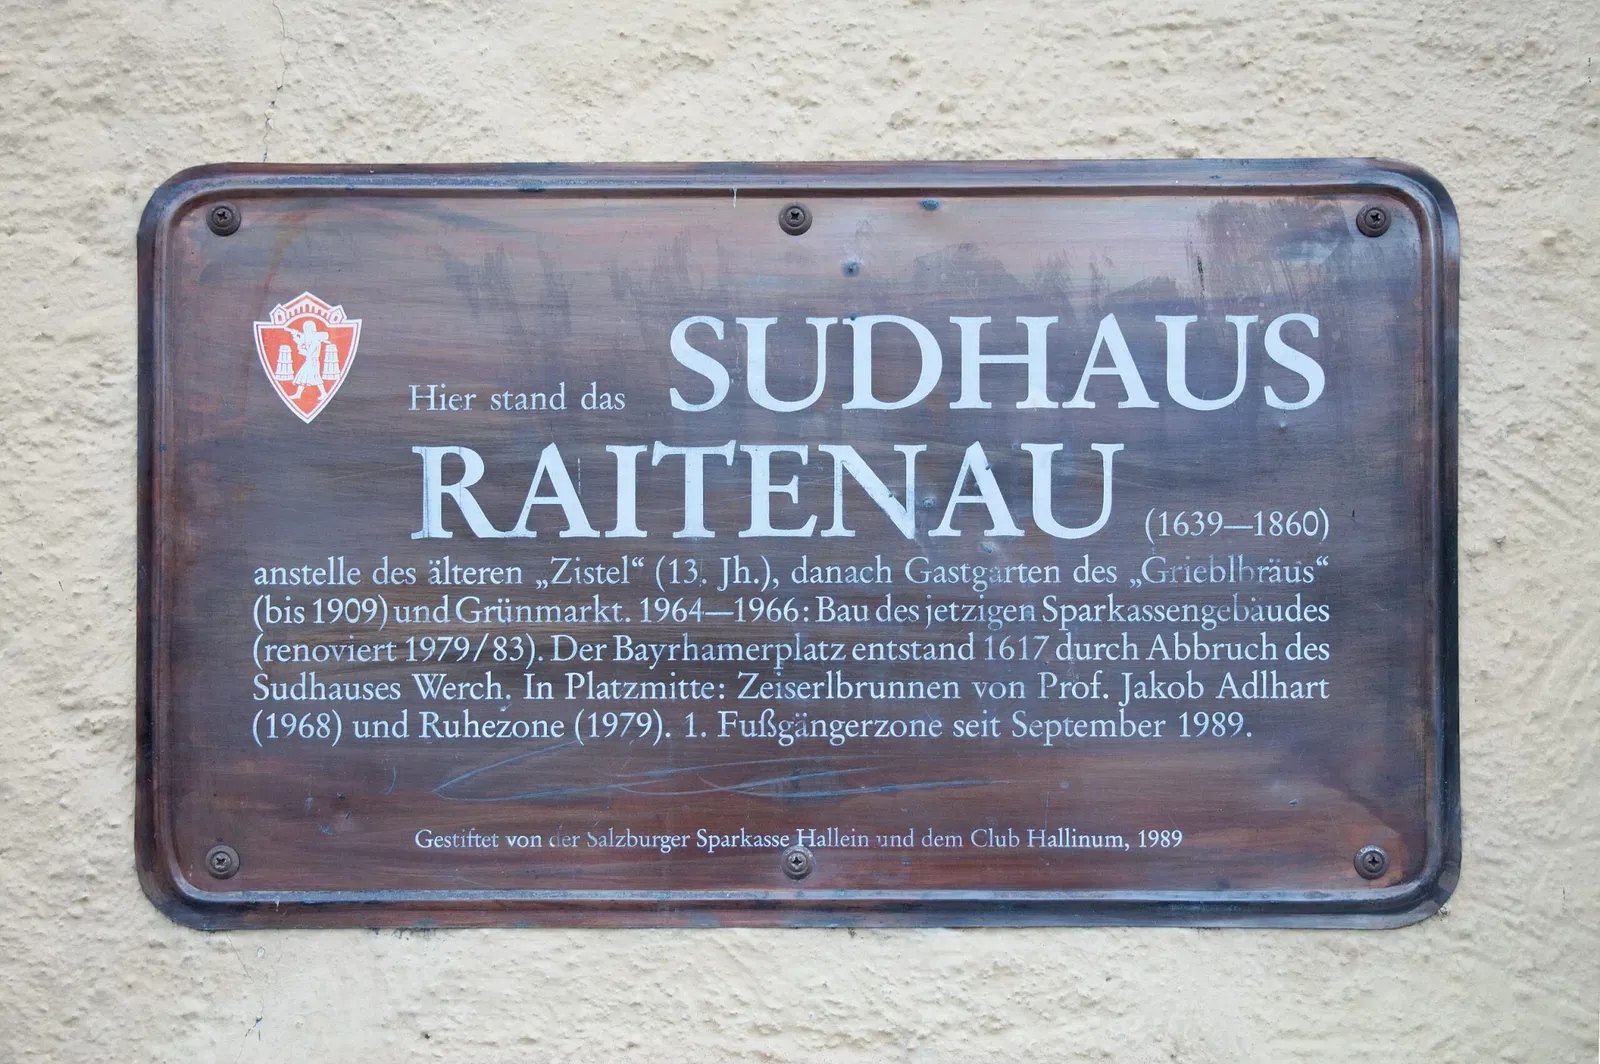 Hier stand das SUDHAUS
RAITENAU (1639—1860)
anstelle des älteren „Zistel“ (13. Jh.), danach Gastgarten des „Grieblbräus“
(bis 1909) und Grünmarkt. 1964—1966: Bau des jetzigen Sparkassengebäudes
(renoviert 1979/83). Der Bayrhamerplatz entstand 1617 durch Abbruch des
Sudhauses Werch. In Platzmitte: Zeiserlbrunnen von Prof. Jakob Adlhart
(1968) und Ruhezone (1979). 1. Fußgängerzone seit September 1989.
Gestiftet von der Salzburger Sparkasse Hallein und dem Club Hallinum, 1989